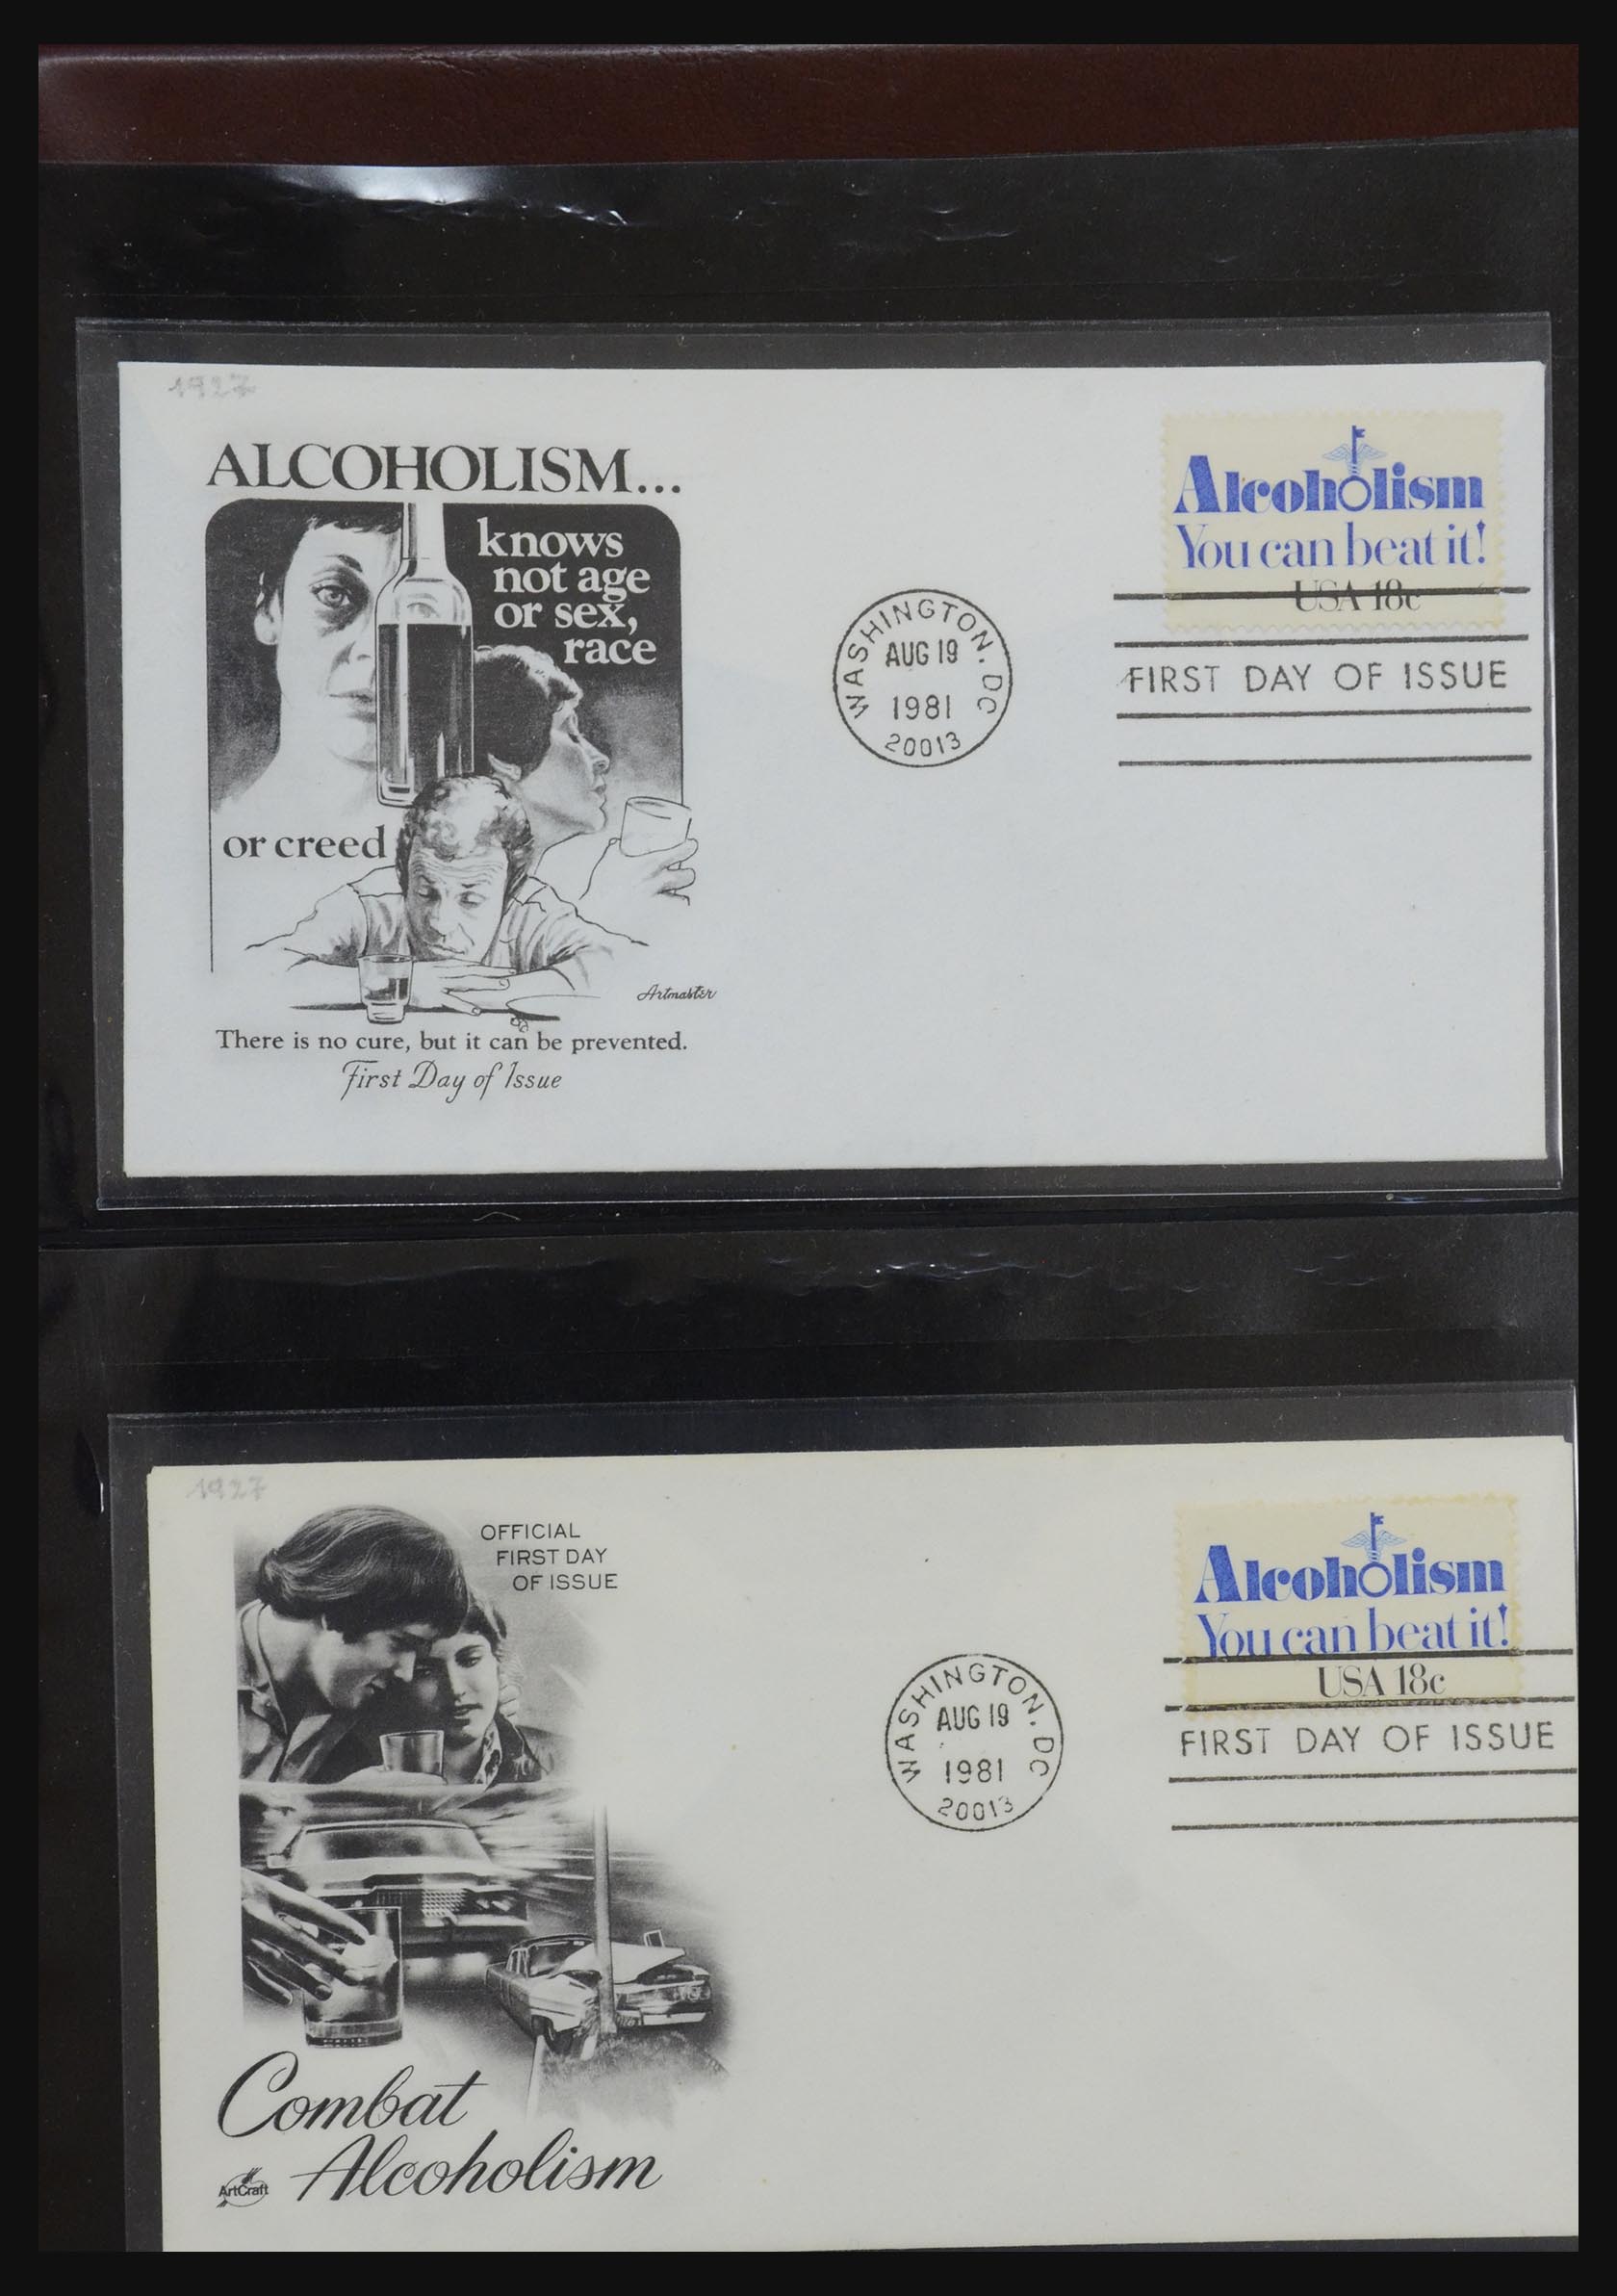 1927
ALCOHOLISM...
knows
not age
or sex,
race
or creed
Artmaster
There is no cure, but it can be prevented.
First Day of Issue
WASHINGTON. DC
AUG 19
1981
20013
Alcoholism
You can beat it!
USA 18c
FIRST DAY OF ISSUE
1927
OFFICIAL
FIRST DAY
OF ISSUE
Combat
Alcoholism
ArtCraft
WASHINGTON. DC
AUG 19
1981
20013
Alcoholism
You can beat it!
USA 18c
FIRST DAY OF ISSUE